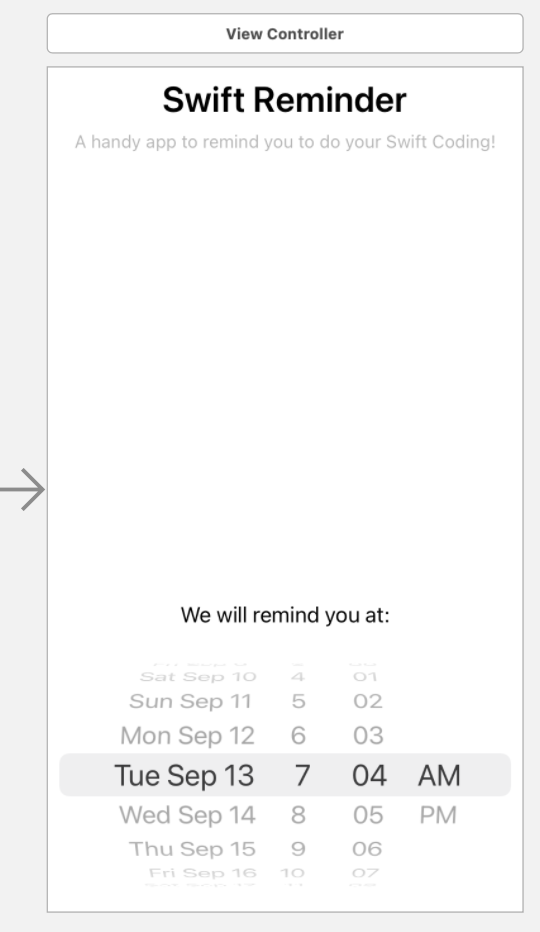 View Controller
Swift Reminder
A handy app to remind you to do your Swift Coding!
We will remind you at:
Sat Sep 10 4 01
Sun Sep 11 5 02
Mon Sep 12 6 03
Tue Sep 13 7 04 AM
Wed Sep 14 8 05 PM
Thu Sep 15 9 06
Fri Sep 16 10 07